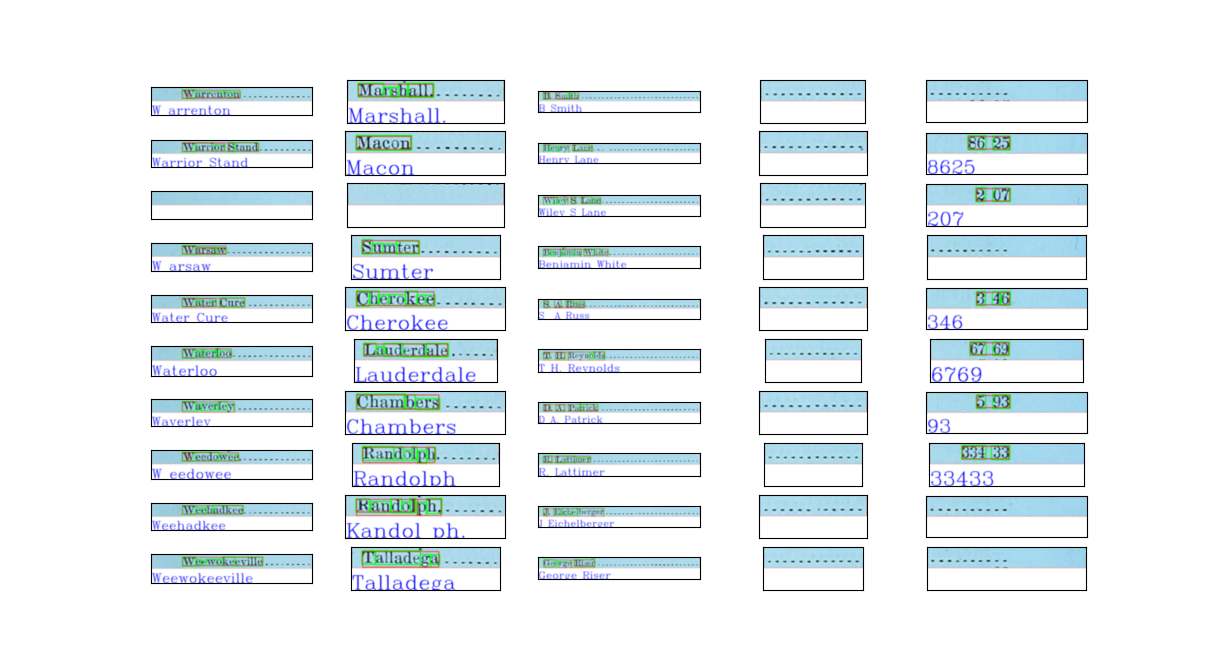 Warrenton Marshall. B. Smith
W arrenton Marshall. B Smith
Warrior Stand Macon Henry Lane 86 25
Warrior Stand Macon Henry Lane 8625
Wiley S. Lane 2 07
Wiley S Lane 207
Warsaw Sumter Benjamin White
W arsaw Sumter Benjamin White
Water Cure Cherokee S. A. Russ 3 46
Water Cure Cherokee S A Russ 346
Waterloo Lauderdale T. H. Reynolds 67 69
Waterloo Lauderdale T H. Reynolds 6769
Waverley Chambers D. A. Patrick 5 93
Waverley Chambers D A. Patrick 93
Weedowee Randolph R. Lattimer 334 33
W eedowee Randolph R. Lattimer 33433
Weehadkee Randolph, J. Eichelberger
Weehadkee Kandol ph. J Eichelberger
Weewokeeville Talladega George Riser
Weewokeeville Talladega George Riser